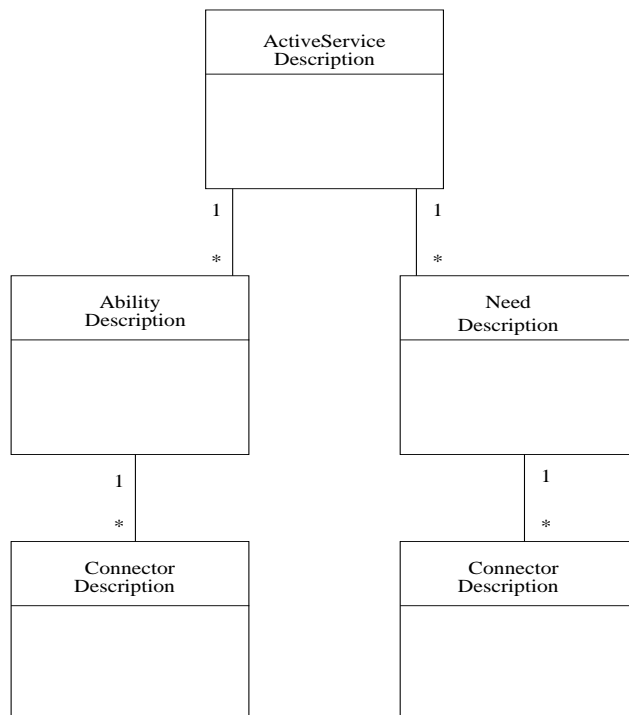 ActiveService
Description
1
1
*
*
Ability
Description
Need
Description
1
1
*
*
Connector
Description
Connector
Description